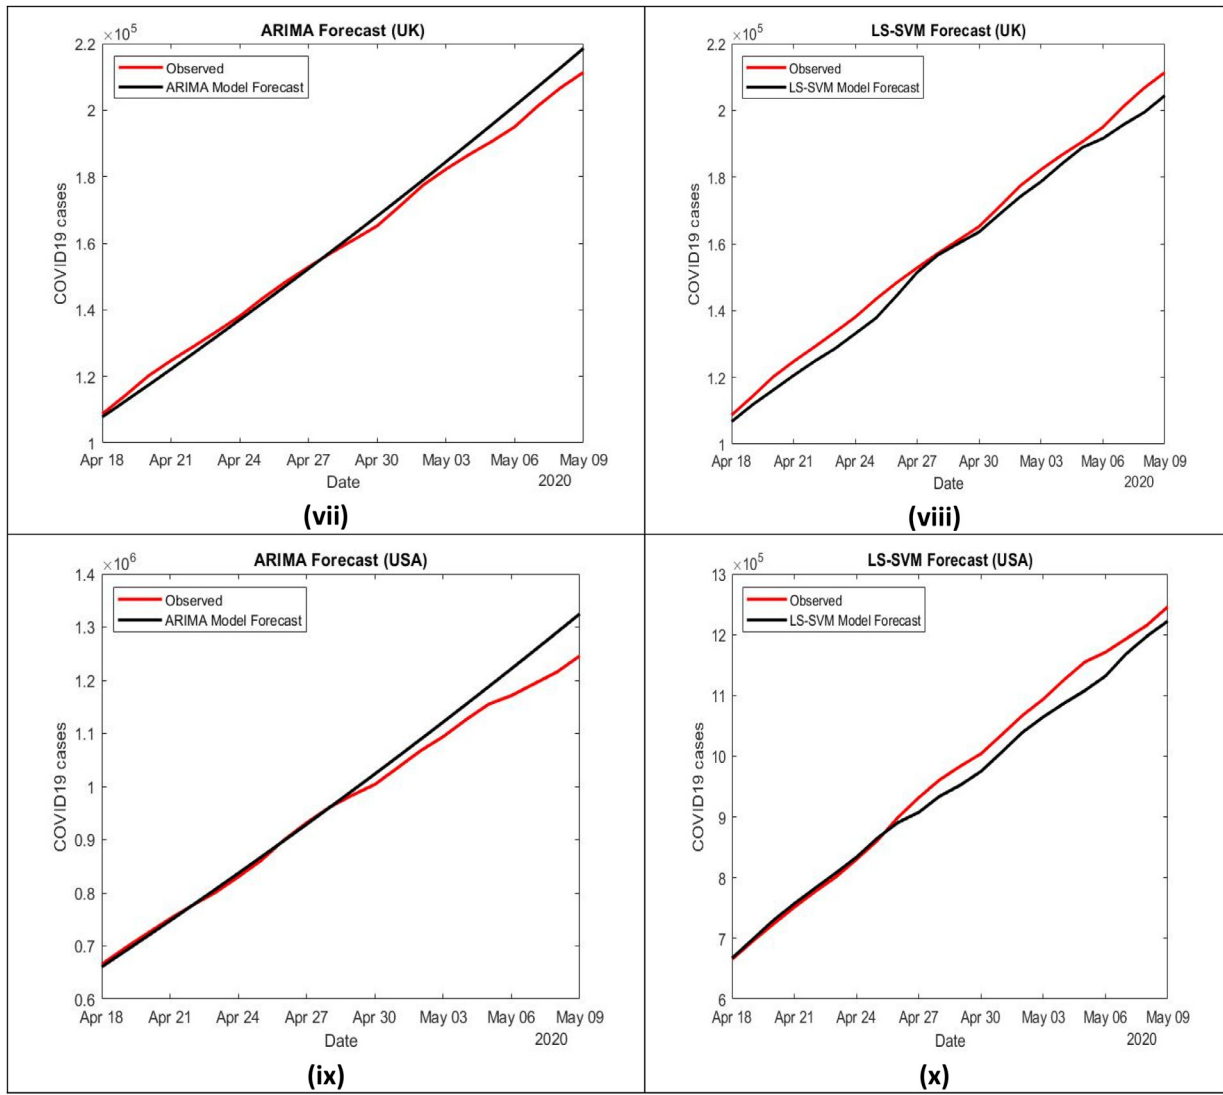 ARIMA Forecast (UK)
×10⁵
2.2
2
1.8
1.6
1.4
1.2
1
Observed
ARIMA Model Forecast
COVID19 cases
Apr 18 Apr 21 Apr 24 Apr 27 Apr 30 May 03 May 06 May 09
Date
2020
(vii)
LS-SVM Forecast (UK)
×10⁵
2.2
2
1.8
1.6
1.4
1.2
1
Observed
LS-SVM Model Forecast
COVID19 cases
Apr 18 Apr 21 Apr 24 Apr 27 Apr 30 May 03 May 06 May 09
Date
2020
(viii)
ARIMA Forecast (USA)
×10⁶
1.4
1.3
1.2
1.1
1
0.9
0.8
0.7
0.6
Observed
ARIMA Model Forecast
COVID19 cases
Apr 18 Apr 21 Apr 24 Apr 27 Apr 30 May 03 May 06 May 09
Date
2020
(ix)
LS-SVM Forecast (USA)
×10⁵
13
12
11
10
9
8
7
6
Observed
LS-SVM Model Forecast
COVID19 cases
Apr 18 Apr 21 Apr 24 Apr 27 Apr 30 May 03 May 06 May 09
Date
2020
(x)